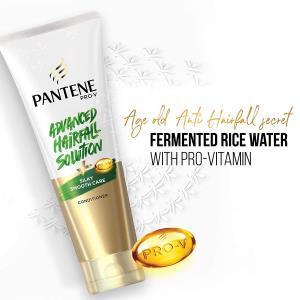 PANTENE
PRO-V
ADVANCED
HAIRFALL
SOLUTION
SILKY
SMOOTH CARE
CONDITIONER
Age old Anti Hairfall secret
FERMENTED RICE WATER
WITH PRO-VITAMIN
PRO-V